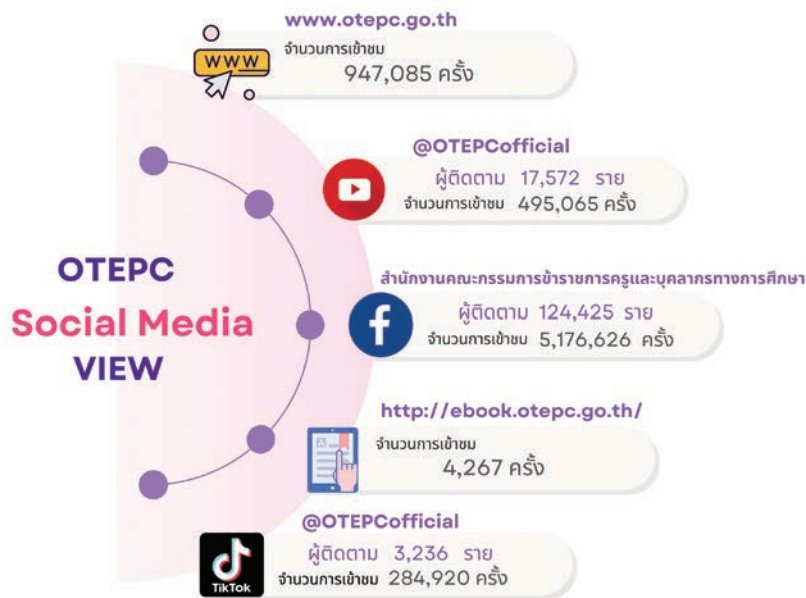 www.otepc.go.th
WWW
จำนวนการเข้าชม
947,085 ครั้ง
@OTEPCofficial
ผู้ติดตาม 17,572 ราย
จำนวนการเข้าชม 495,065 ครั้ง
OTEPC
Social Media
VIEW
สำนักงานคณะกรรมการข้าราชการครูและบุคลากรทางการศึกษา
ผู้ติดตาม 124,425 ราย
จำนวนการเข้าชม 5,176,626 ครั้ง
http://ebook.otepc.go.th/
จำนวนการเข้าชม
4,267 ครั้ง
@OTEPCofficial
ผู้ติดตาม 3,236 ราย
จำนวนการเข้าชม 284,920 ครั้ง
TikTok